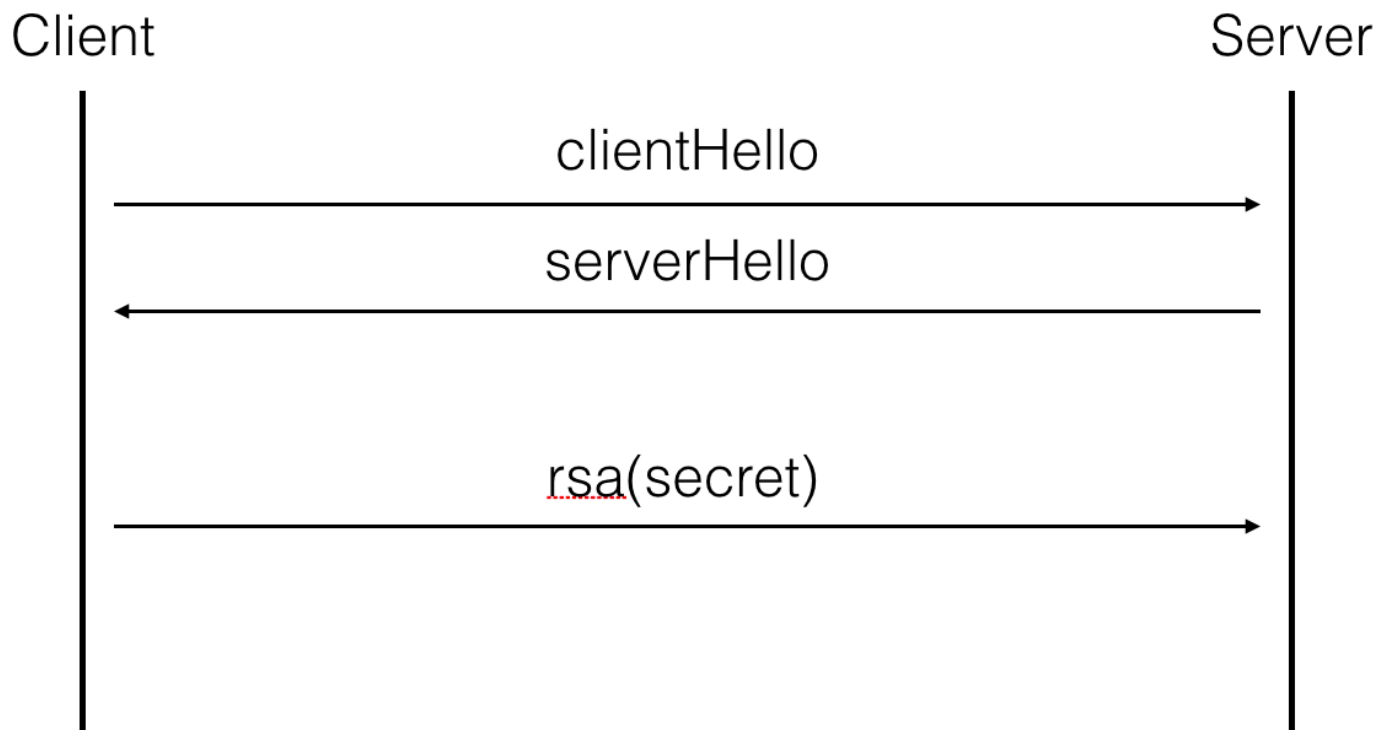 Client
Server
clientHello
serverHello
rsa(secret)